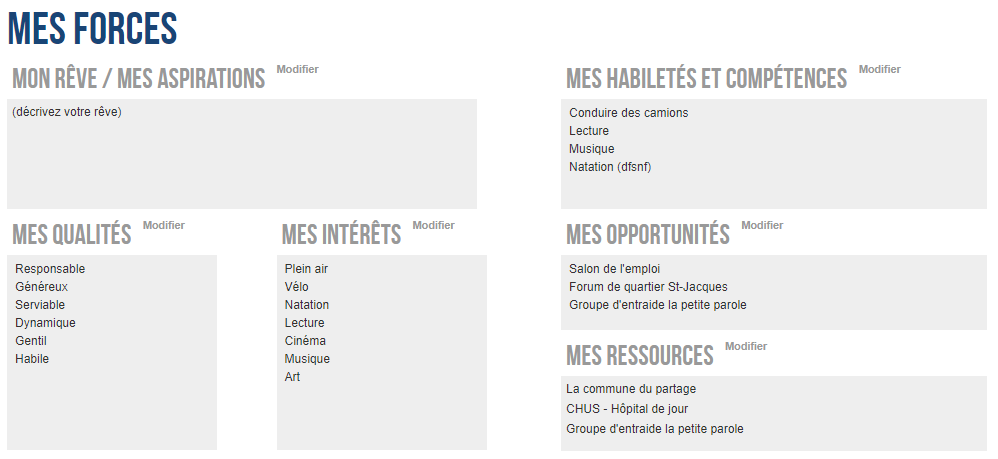 MES FORCES
MON RÊVE / MES ASPIRATIONS Modifier
(décrivez votre rêve)
MES QUALITÉS Modifier
Responsable
Généreux
Serviable
Dynamique
Gentil
Habile
MES INTÉRÊTS Modifier
Plein air
Vélo
Natation
Lecture
Cinéma
Musique
Art
MES HABILETÉS ET COMPÉTENCES Modifier
Conduire des camions
Lecture
Musique
Natation (dfsnf)
MES OPPORTUNITÉS Modifier
Salon de l'emploi
Forum de quartier St-Jacques
Groupe d'entraide la petite parole
MES RESSOURCES Modifier
La commune du partage
CHUS - Hôpital de jour
Groupe d'entraide la petite parole